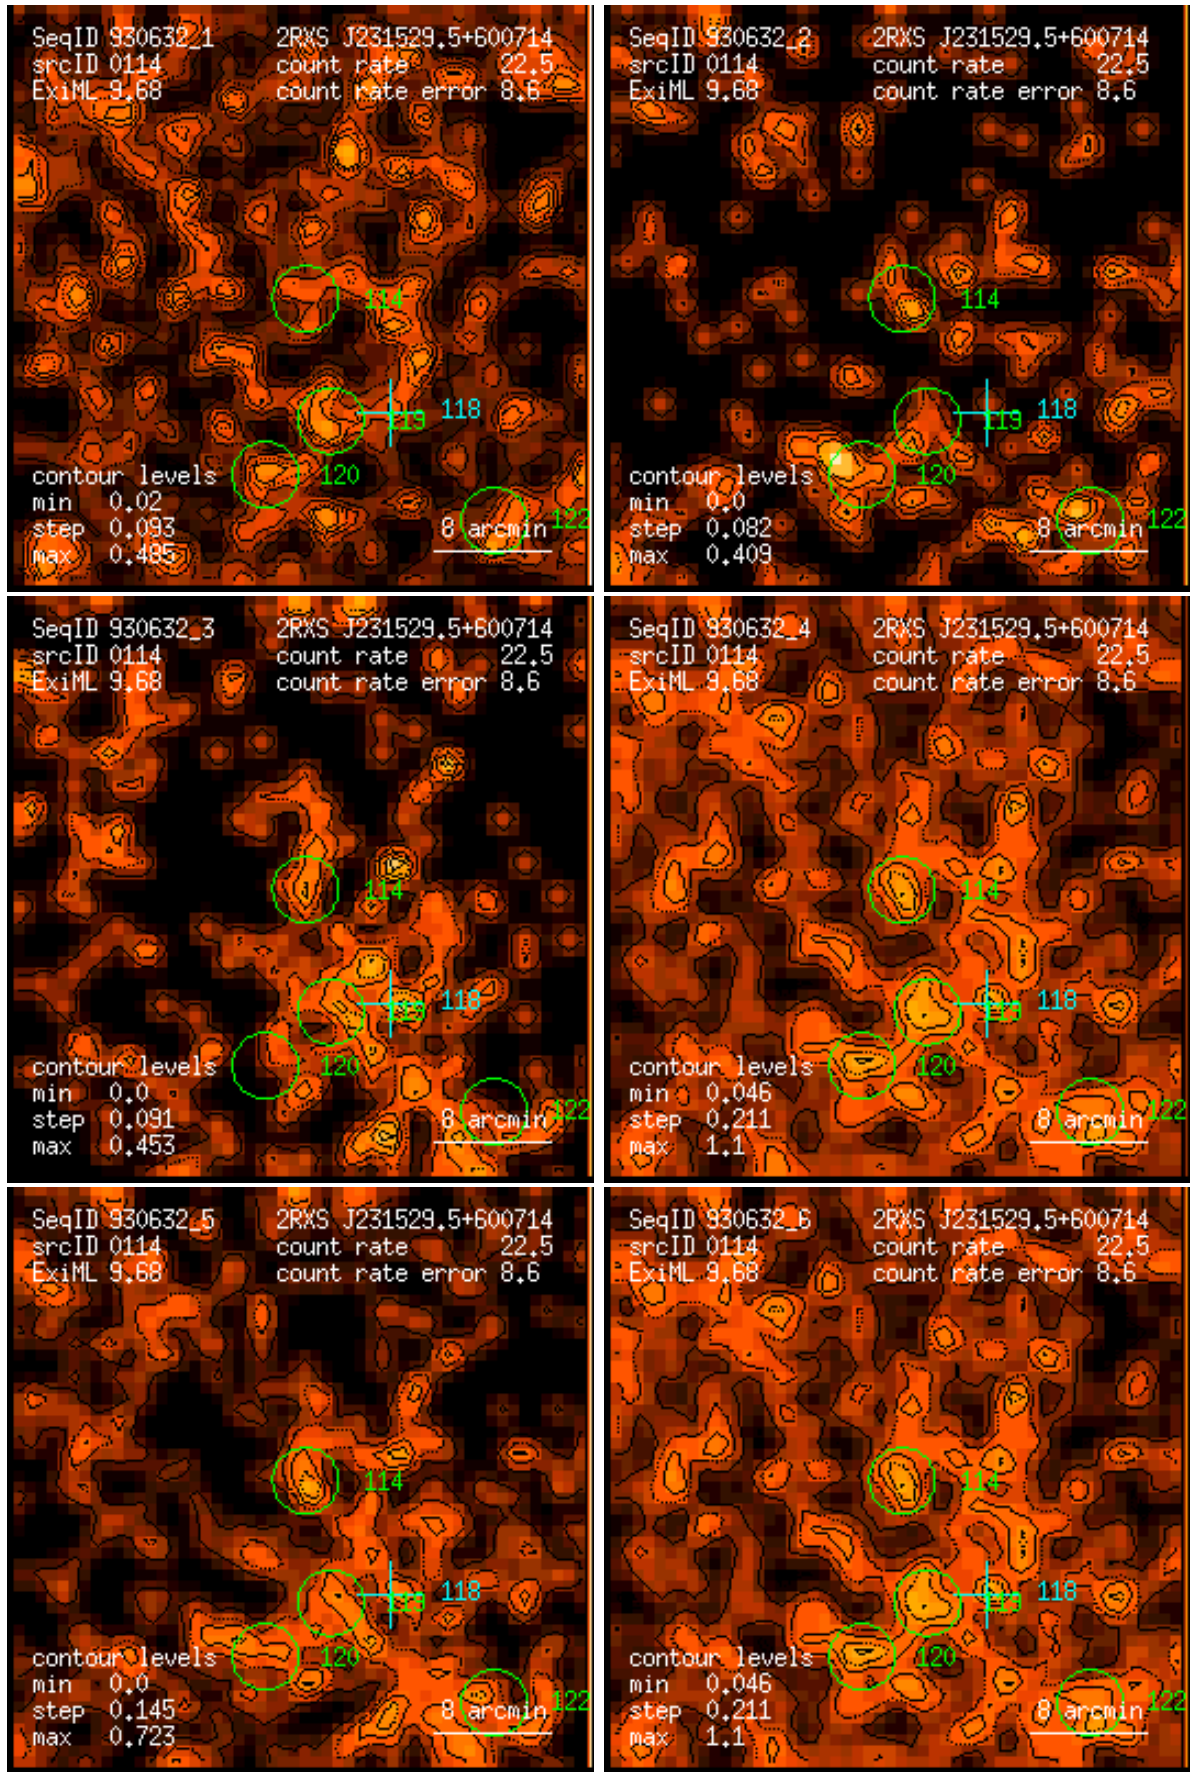 SeqID 930632_1 2RXS J231529.5+600714
srcID 0114 count rate 22.5
ExiML 9.68 count rate error 8.6
114
118
119
120
122
contour levels
min 0.02
step 0.093
max 0.485
8 arcmin
SeqID 930632_2 2RXS J231529.5+600714
srcID 0114 count rate 22.5
ExiML 9.68 count rate error 8.6
114
118
119
120
122
contour levels
min 0.0
step 0.082
max 0.409
8 arcmin
SeqID 930632_3 2RXS J231529.5+600714
srcID 0114 count rate 22.5
ExiML 9.68 count rate error 8.6
114
118
119
120
122
contour levels
min 0.0
step 0.091
max 0.453
8 arcmin
SeqID 930632_4 2RXS J231529.5+600714
srcID 0114 count rate 22.5
ExiML 9.68 count rate error 8.6
114
118
119
120
122
contour levels
min 0.046
step 0.211
max 1.1
8 arcmin
SeqID 930632_5 2RXS J231529.5+600714
srcID 0114 count rate 22.5
ExiML 9.68 count rate error 8.6
114
118
119
120
122
contour levels
min 0.0
step 0.145
max 0.723
8 arcmin
SeqID 930632_6 2RXS J231529.5+600714
srcID 0114 count rate 22.5
ExiML 9.68 count rate error 8.6
114
118
119
120
122
contour levels
min 0.046
step 0.211
max 1.1
8 arcmin